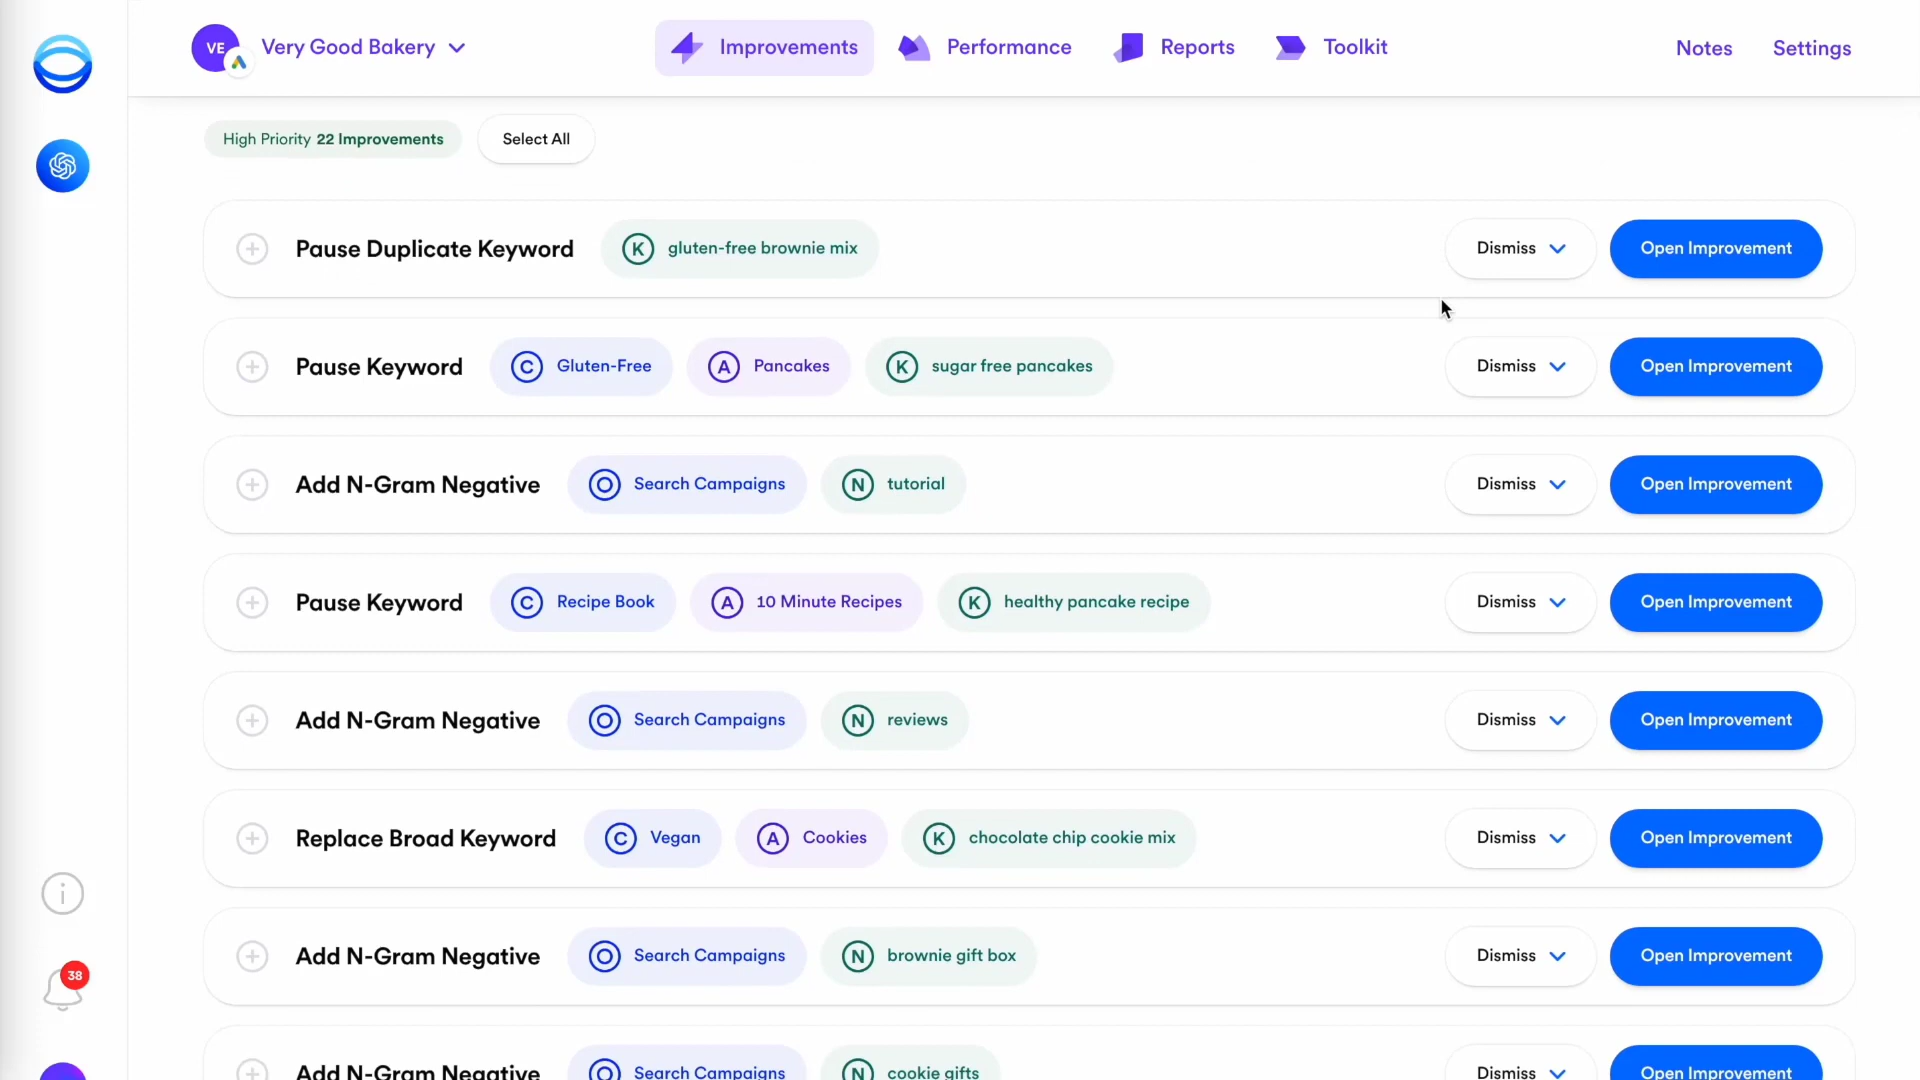 VE Very Good Bakery Improvements Performance Reports Toolkit Notes Settings
High Priority 22 Improvements Select All
Pause Duplicate Keyword K gluten-free brownie mix Dismiss Open Improvement
Pause Keyword C Gluten-Free A Pancakes K sugar free pancakes Dismiss Open Improvement
Add N-Gram Negative O Search Campaigns N tutorial Dismiss Open Improvement
Pause Keyword C Recipe Book A 10 Minute Recipes K healthy pancake recipe Dismiss Open Improvement
Add N-Gram Negative O Search Campaigns N reviews Dismiss Open Improvement
Replace Broad Keyword C Vegan A Cookies K chocolate chip cookie mix Dismiss Open Improvement
Add N-Gram Negative O Search Campaigns N brownie gift box Dismiss Open Improvement
38
Add N-Gram Negative O Search Campaigns N cookie gifts Dismiss Open Improvement